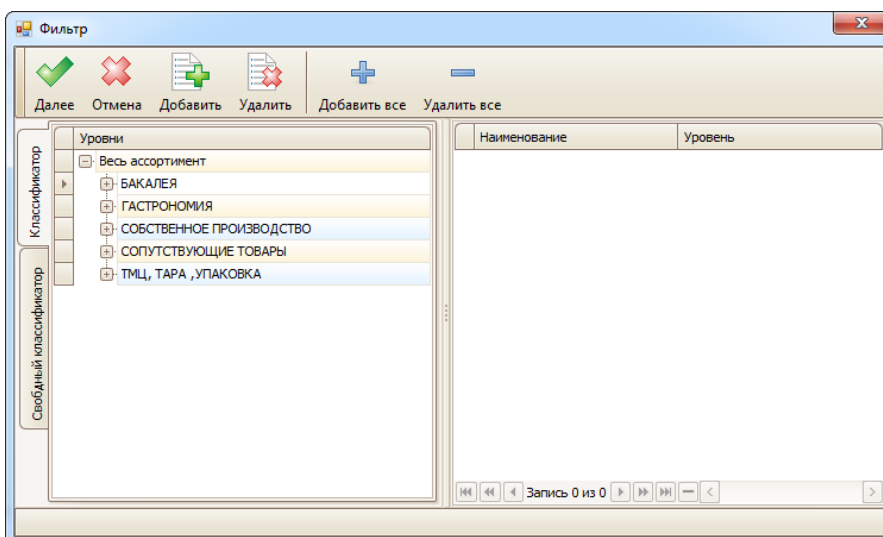 Фильтр
Далее Отмена Добавить Удалить Добавить все Удалить все
Классификатор
Свободный классификатор
Уровни
Весь ассортимент
БАКАЛЕЯ
ГАСТРОНОМИЯ
СОБСТВЕННОЕ ПРОИЗВОДСТВО
СОПУТСТВУЮЩИЕ ТОВАРЫ
ТМЦ, ТАРА ,УПАКОВКА
Наименование Уровень
Запись 0 из 0